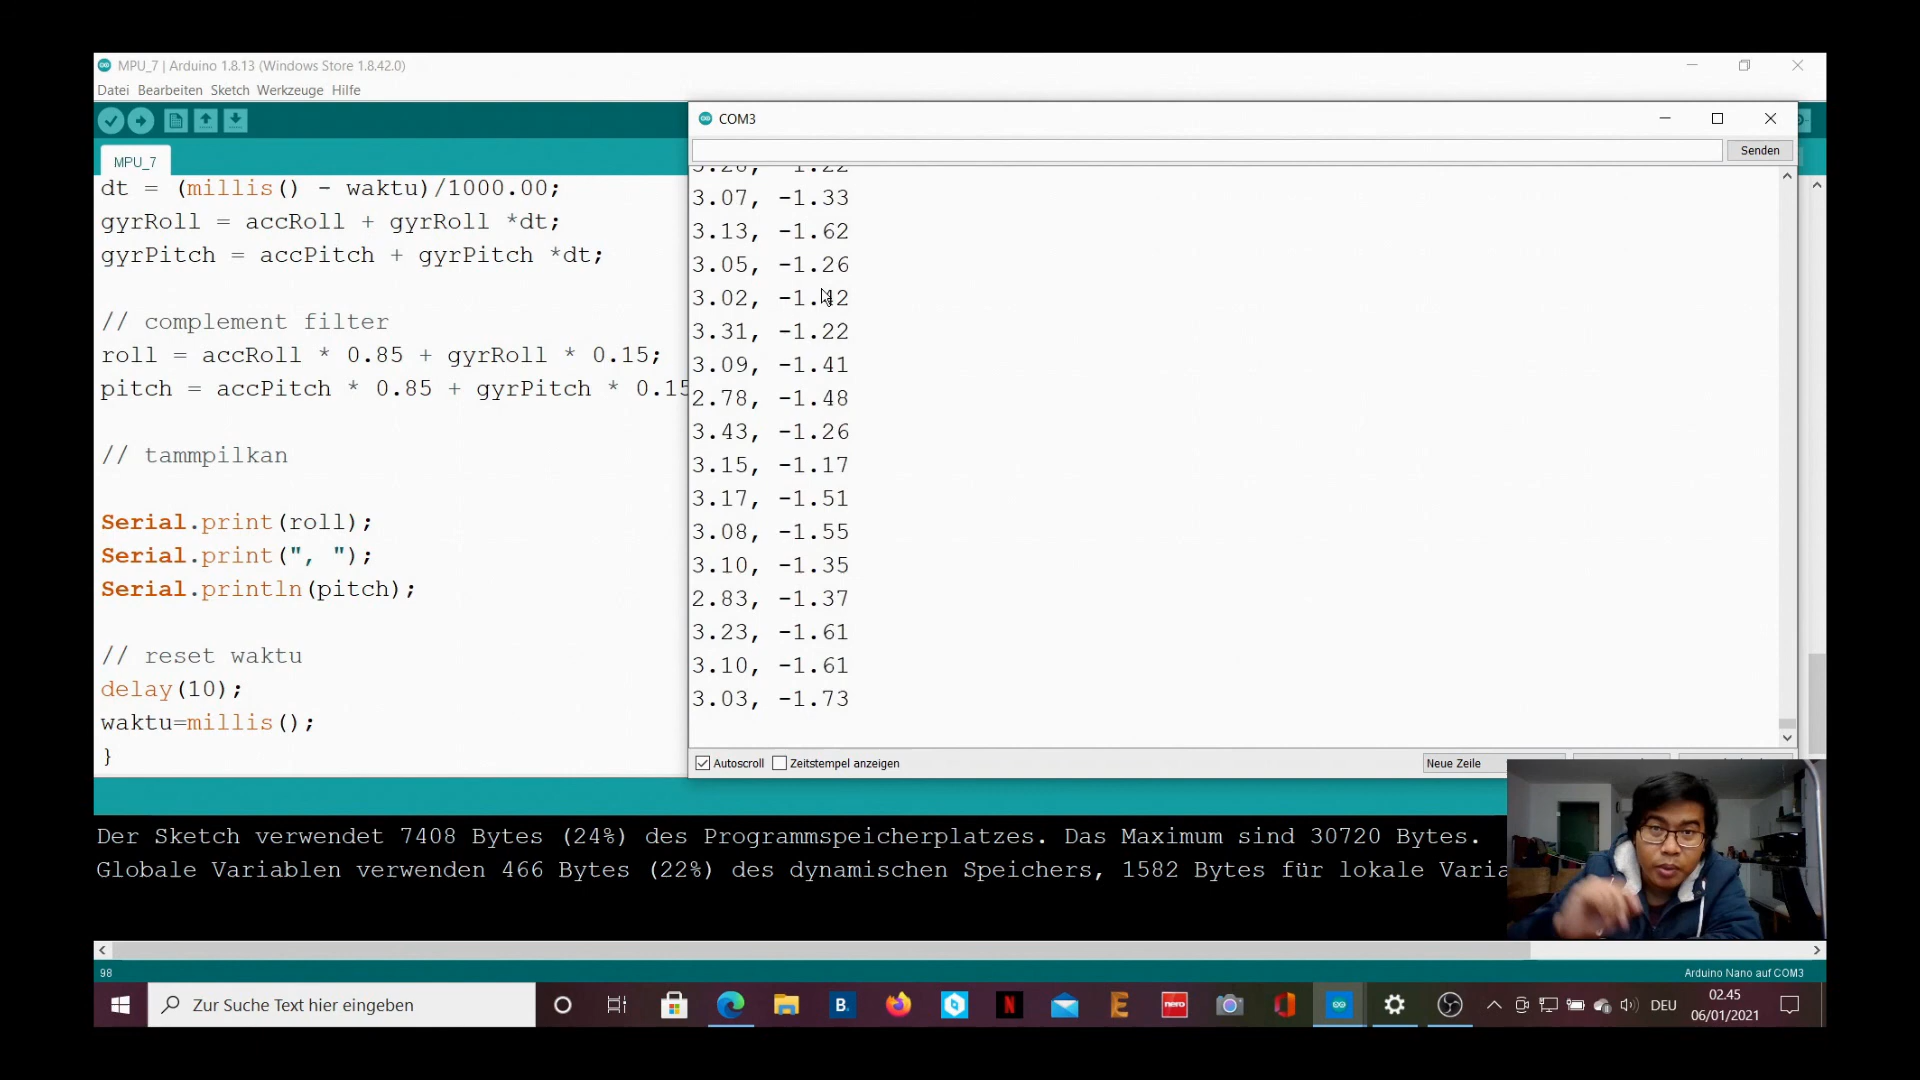 MPU_7 | Arduino 1.8.13 (Windows Store 1.8.42.0)
Datei Bearbeiten Sketch Werkzeuge Hilfe
MPU_7
dt = (millis() - waktu)/1000.00;
gyrRoll = accRoll + gyrRoll *dt;
gyrPitch = accPitch + gyrPitch *dt;
// complement filter
roll = accRoll * 0.85 + gyrRoll * 0.15;
pitch = accPitch * 0.85 + gyrPitch * 0.15
// tammpilkan
Serial.print(roll);
Serial.print(", ");
Serial.println(pitch);
// reset waktu
delay(10);
waktu=millis();
}
COM3
Senden
3.07, -1.33
3.13, -1.62
3.05, -1.26
3.02, -1.42
3.31, -1.22
3.09, -1.41
2.78, -1.48
3.43, -1.26
3.15, -1.17
3.17, -1.51
3.08, -1.55
3.10, -1.35
2.83, -1.37
3.23, -1.61
3.10, -1.61
3.03, -1.73
Autoscroll Zeitstempel anzeigen
Neue Zeile
Der Sketch verwendet 7408 Bytes (24%) des Programmspeicherplatzes. Das Maximum sind 30720 Bytes.
Globale Variablen verwenden 466 Bytes (22%) des dynamischen Speichers, 1582 Bytes für lokale Varia
98
Arduino Nano auf COM3
Zur Suche Text hier eingeben
B.
N
nero
DEU
02.45
06/01/2021